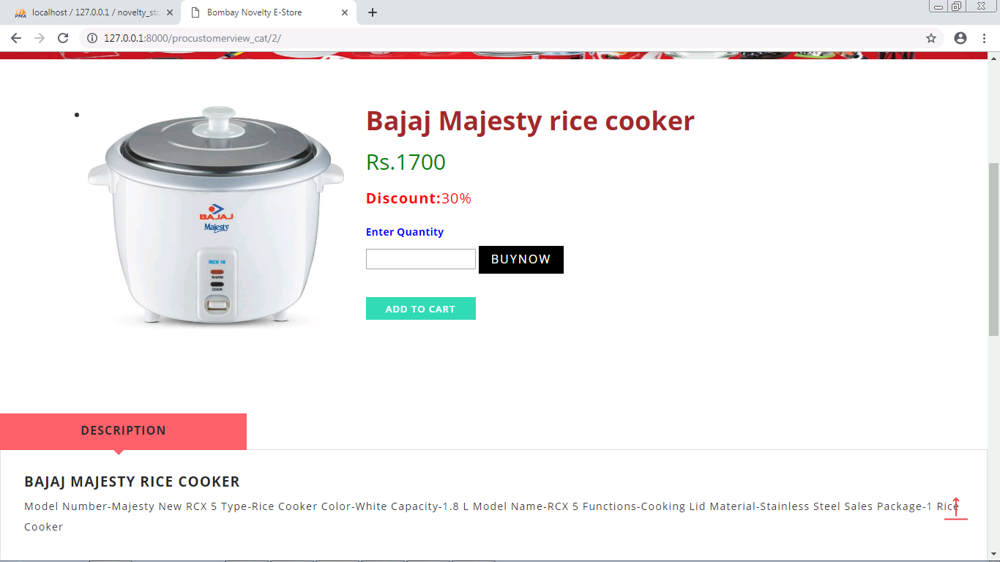 localhost / 127.0.0.1 / novelty_sto
Bombay Novelty E-Store
127.0.0.1:8000/procustomerview_cat/2/
Bajaj Majesty rice cooker
Rs.1700
Discount:30%
Enter Quantity
BUYNOW
ADD TO CART
BAJAJ
Majesty
RCX 18
WARM
COOK
DESCRIPTION
BAJAJ MAJESTY RICE COOKER
Model Number-Majesty New RCX 5 Type-Rice Cooker Color-White Capacity-1.8 L Model Name-RCX 5 Functions-Cooking Lid Material-Stainless Steel Sales Package-1 Rice
Cooker